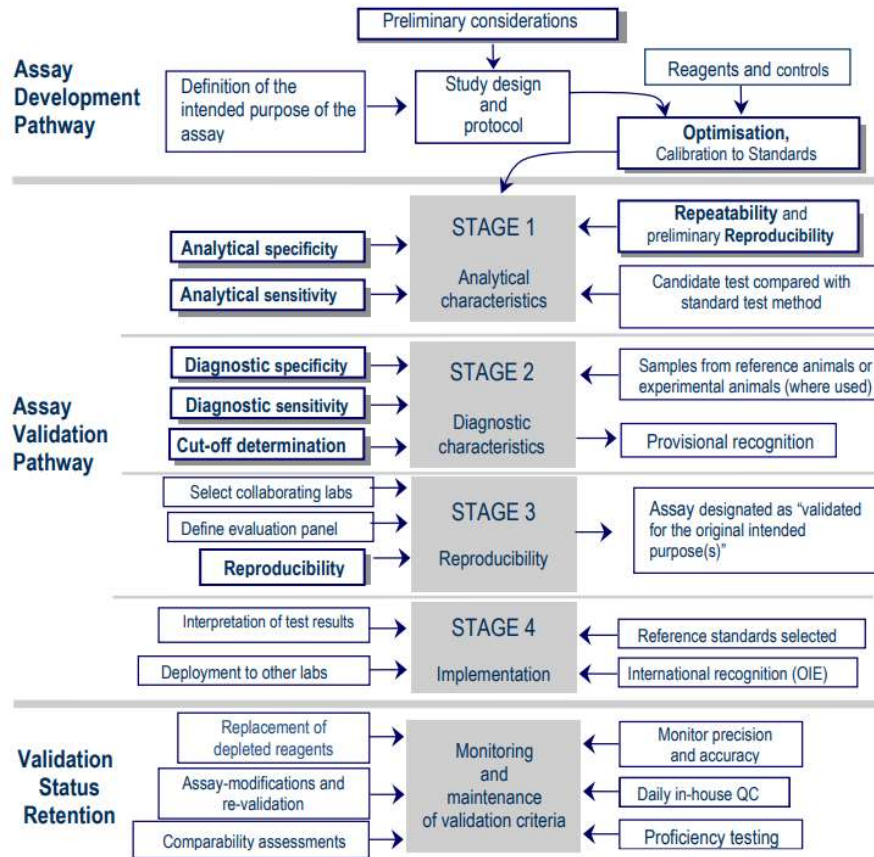 Preliminary considerations
Assay
Development
Pathway
Definition of the
intended purpose of the
assay
Study design
and
protocol
Reagents and controls
Optimisation,
Calibration to Standards
Assay
Validation
Pathway
STAGE 1
Analytical
characteristics
Analytical specificity
Analytical sensitivity
Repeatability and
preliminary Reproducibility
Candidate test compared with
standard test method
STAGE 2
Diagnostic
characteristics
Diagnostic specificity
Diagnostic sensitivity
Cut-off determination
Samples from reference animals or
experimental animals (where used)
Provisional recognition
STAGE 3
Reproducibility
Select collaborating labs
Define evaluation panel
Reproducibility
Assay designated as “validated
for the original intended
purpose(s)”
STAGE 4
Implementation
Interpretation of test results
Deployment to other labs
Reference standards selected
International recognition (OIE)
Validation
Status
Retention
Replacement of
depleted reagents
Assay-modifications and
re-validation
Comparability assessments
Monitoring
and
maintenance
of validation criteria
Monitor precision
and accuracy
Daily in-house QC
Proficiency testing